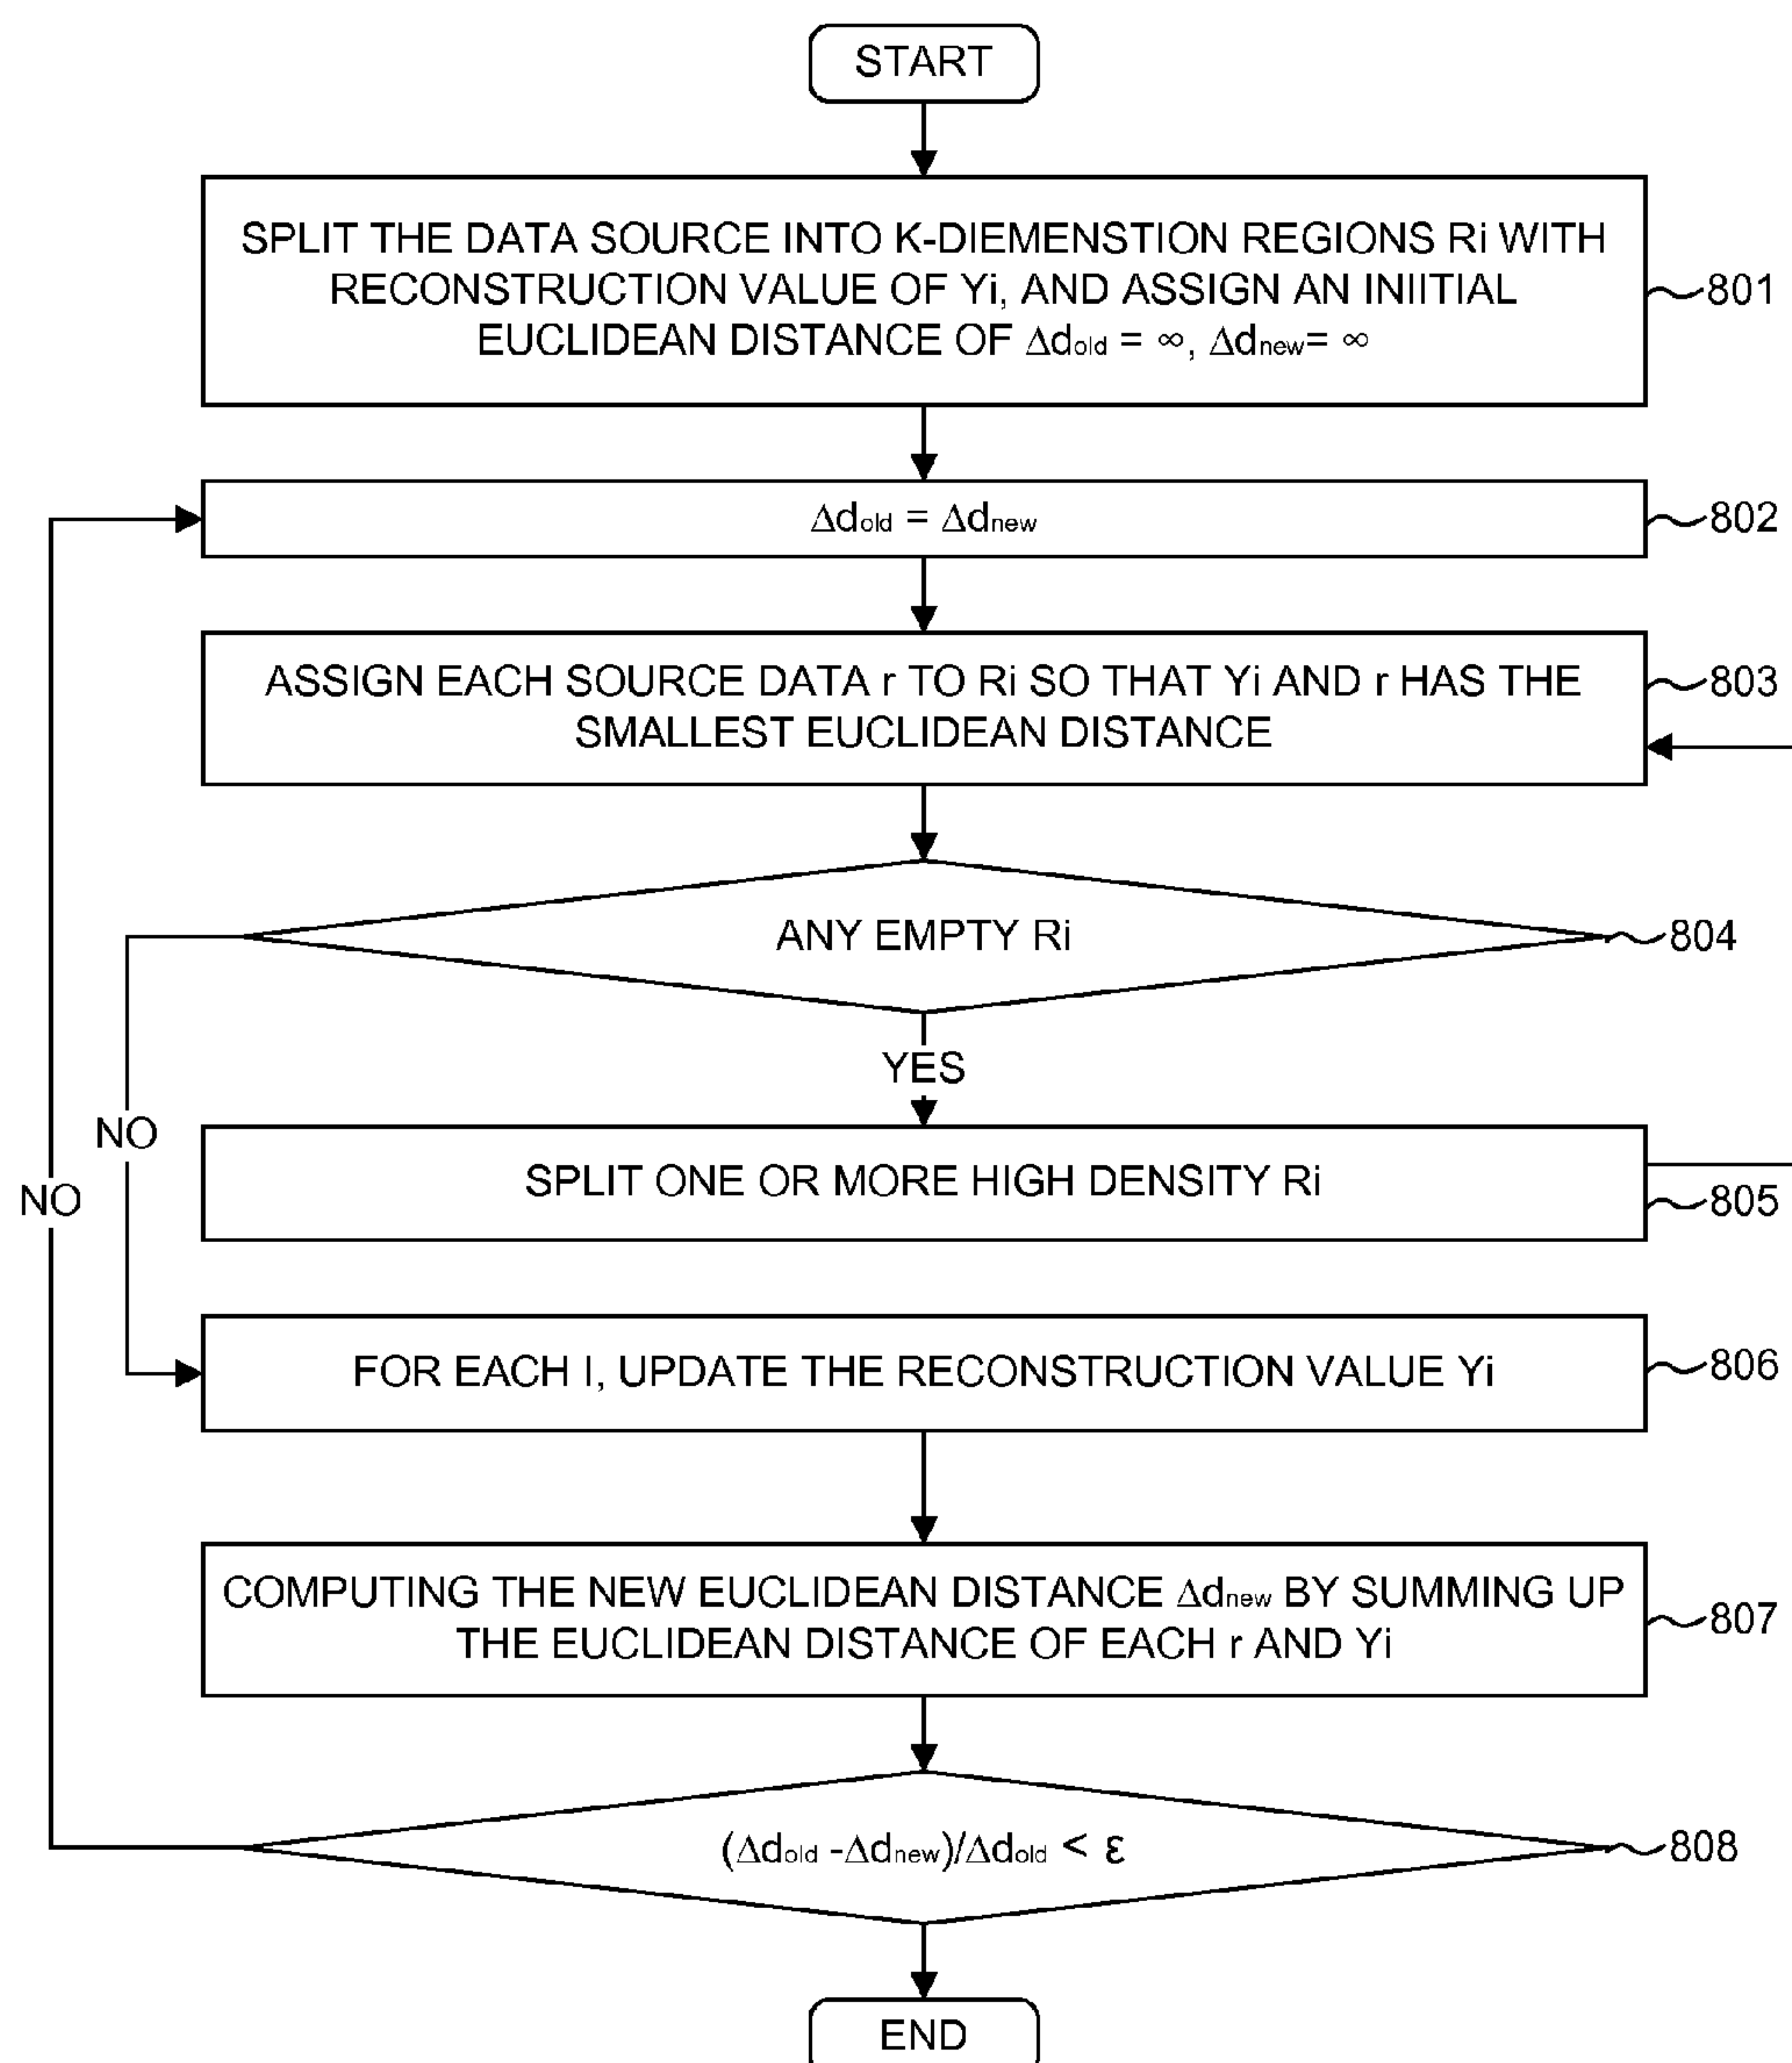 START
SPLIT THE DATA SOURCE INTO K-DIEMENSTION REGIONS Ri WITH
RECONSTRUCTION VALUE OF Yi, AND ASSIGN AN INIITIAL
EUCLIDEAN DISTANCE OF Δdold = ∞, Δdnew= ∞
801
Δdold = Δdnew
802
ASSIGN EACH SOURCE DATA r TO Ri SO THAT Yi AND r HAS THE
SMALLEST EUCLIDEAN DISTANCE
803
ANY EMPTY Ri
804
YES
NO
SPLIT ONE OR MORE HIGH DENSITY Ri
805
NO
FOR EACH I, UPDATE THE RECONSTRUCTION VALUE Yi
806
COMPUTING THE NEW EUCLIDEAN DISTANCE Δdnew BY SUMMING UP
THE EUCLIDEAN DISTANCE OF EACH r AND Yi
807
(Δdold -Δdnew)/Δdold < ε
808
END